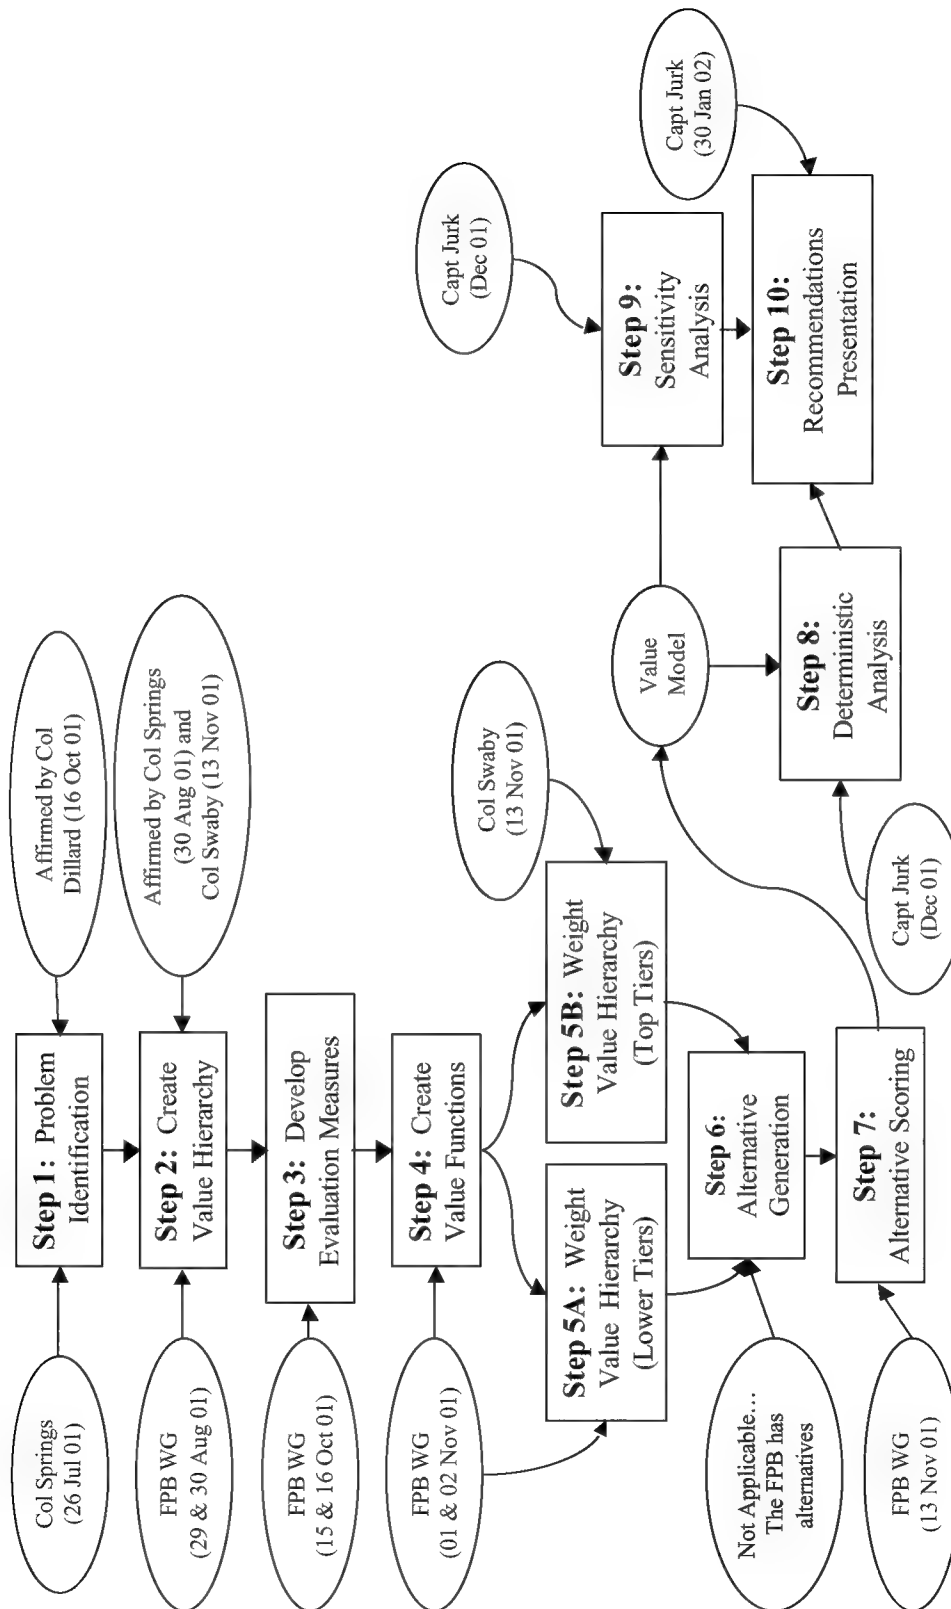 Col Springs
(26 Jul 01)
Step 1: Problem
Identification
Affirmed by Col
Dillard (16 Oct 01)
FPB WG
(29 & 30 Aug 01)
Step 2: Create
Value Hierarchy
Affirmed by Col Springs
(30 Aug 01) and
Col Swaby (13 Nov 01)
FPB WG
(15 & 16 Oct 01)
Step 3: Develop
Evaluation Measures
FPB WG
(01 & 02 Nov 01)
Step 4: Create
Value Functions
Step 5A: Weight
Value Hierarchy
(Lower Tiers)
Step 5B: Weight
Value Hierarchy
(Top Tiers)
Col Swaby
(13 Nov 01)
Not Applicable…
The FPB has
alternatives
Step 6:
Alternative
Generation
FPB WG
(13 Nov 01)
Step 7:
Alternative Scoring
Value
Model
Capt Jurk
(Dec 01)
Step 8:
Deterministic
Analysis
Capt Jurk
(Dec 01)
Step 9:
Sensitivity
Analysis
Capt Jurk
(30 Jan 02)
Step 10:
Recommendations
Presentation